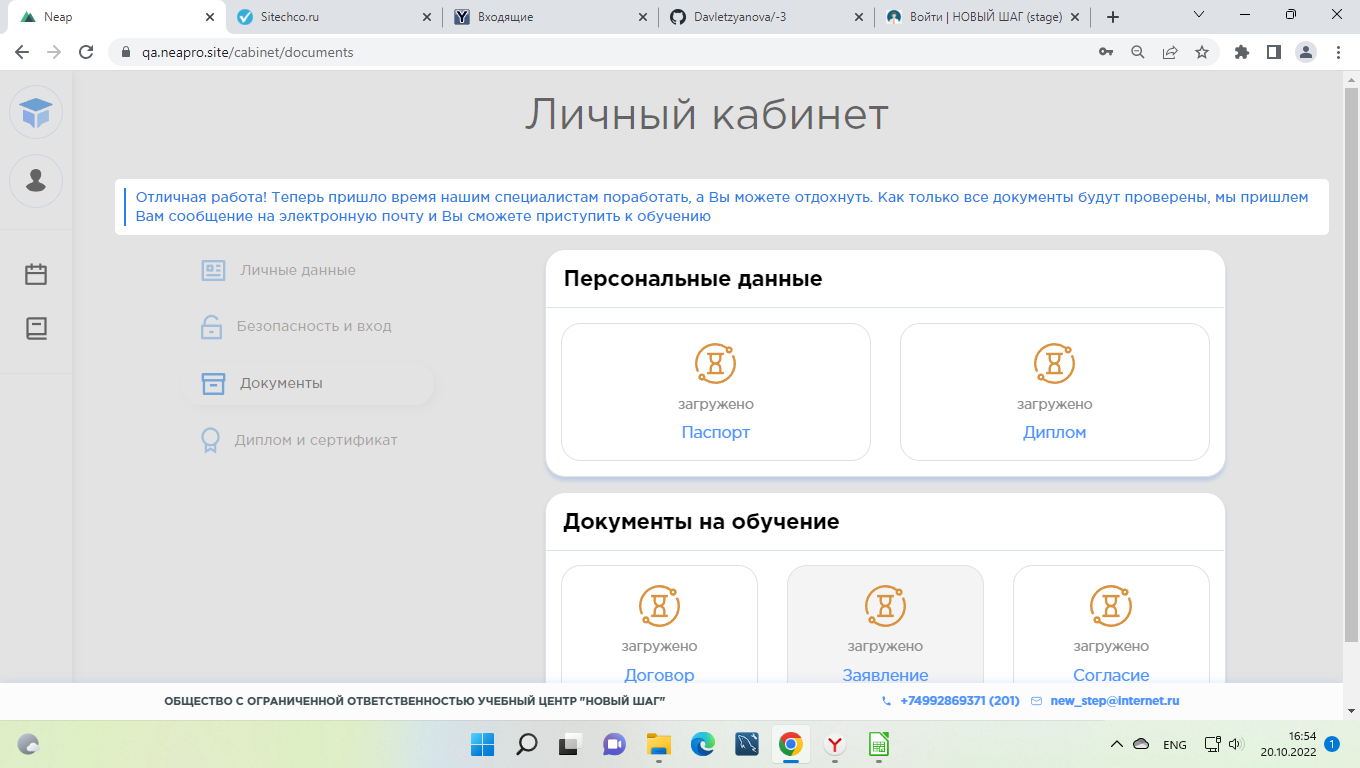 Neap
Sitechco.ru
Входящие
Davletzyanova/-3
Войти | НОВЫЙ ШАГ (stage)
qa.neapro.site/cabinet/documents
Личный кабинет
Отличная работа! Теперь пришло время нашим специалистам поработать, а Вы можете отдохнуть. Как только все документы будут проверены, мы пришлем
Вам сообщение на электронную почту и Вы сможете приступить к обучению
Личные данные
Безопасность и вход
Документы
Диплом и сертификат
Персональные данные
загружено
Паспорт
загружено
Диплом
Документы на обучение
загружено
Договор
загружено
Заявление
загружено
Согласие
ОБЩЕСТВО С ОГРАНИЧЕННОЙ ОТВЕТСТВЕННОСТЬЮ УЧЕБНЫЙ ЦЕНТР "НОВЫЙ ШАГ"
+74992869371 (201)
new_step@internet.ru
ENG
16:54
20.10.2022
1